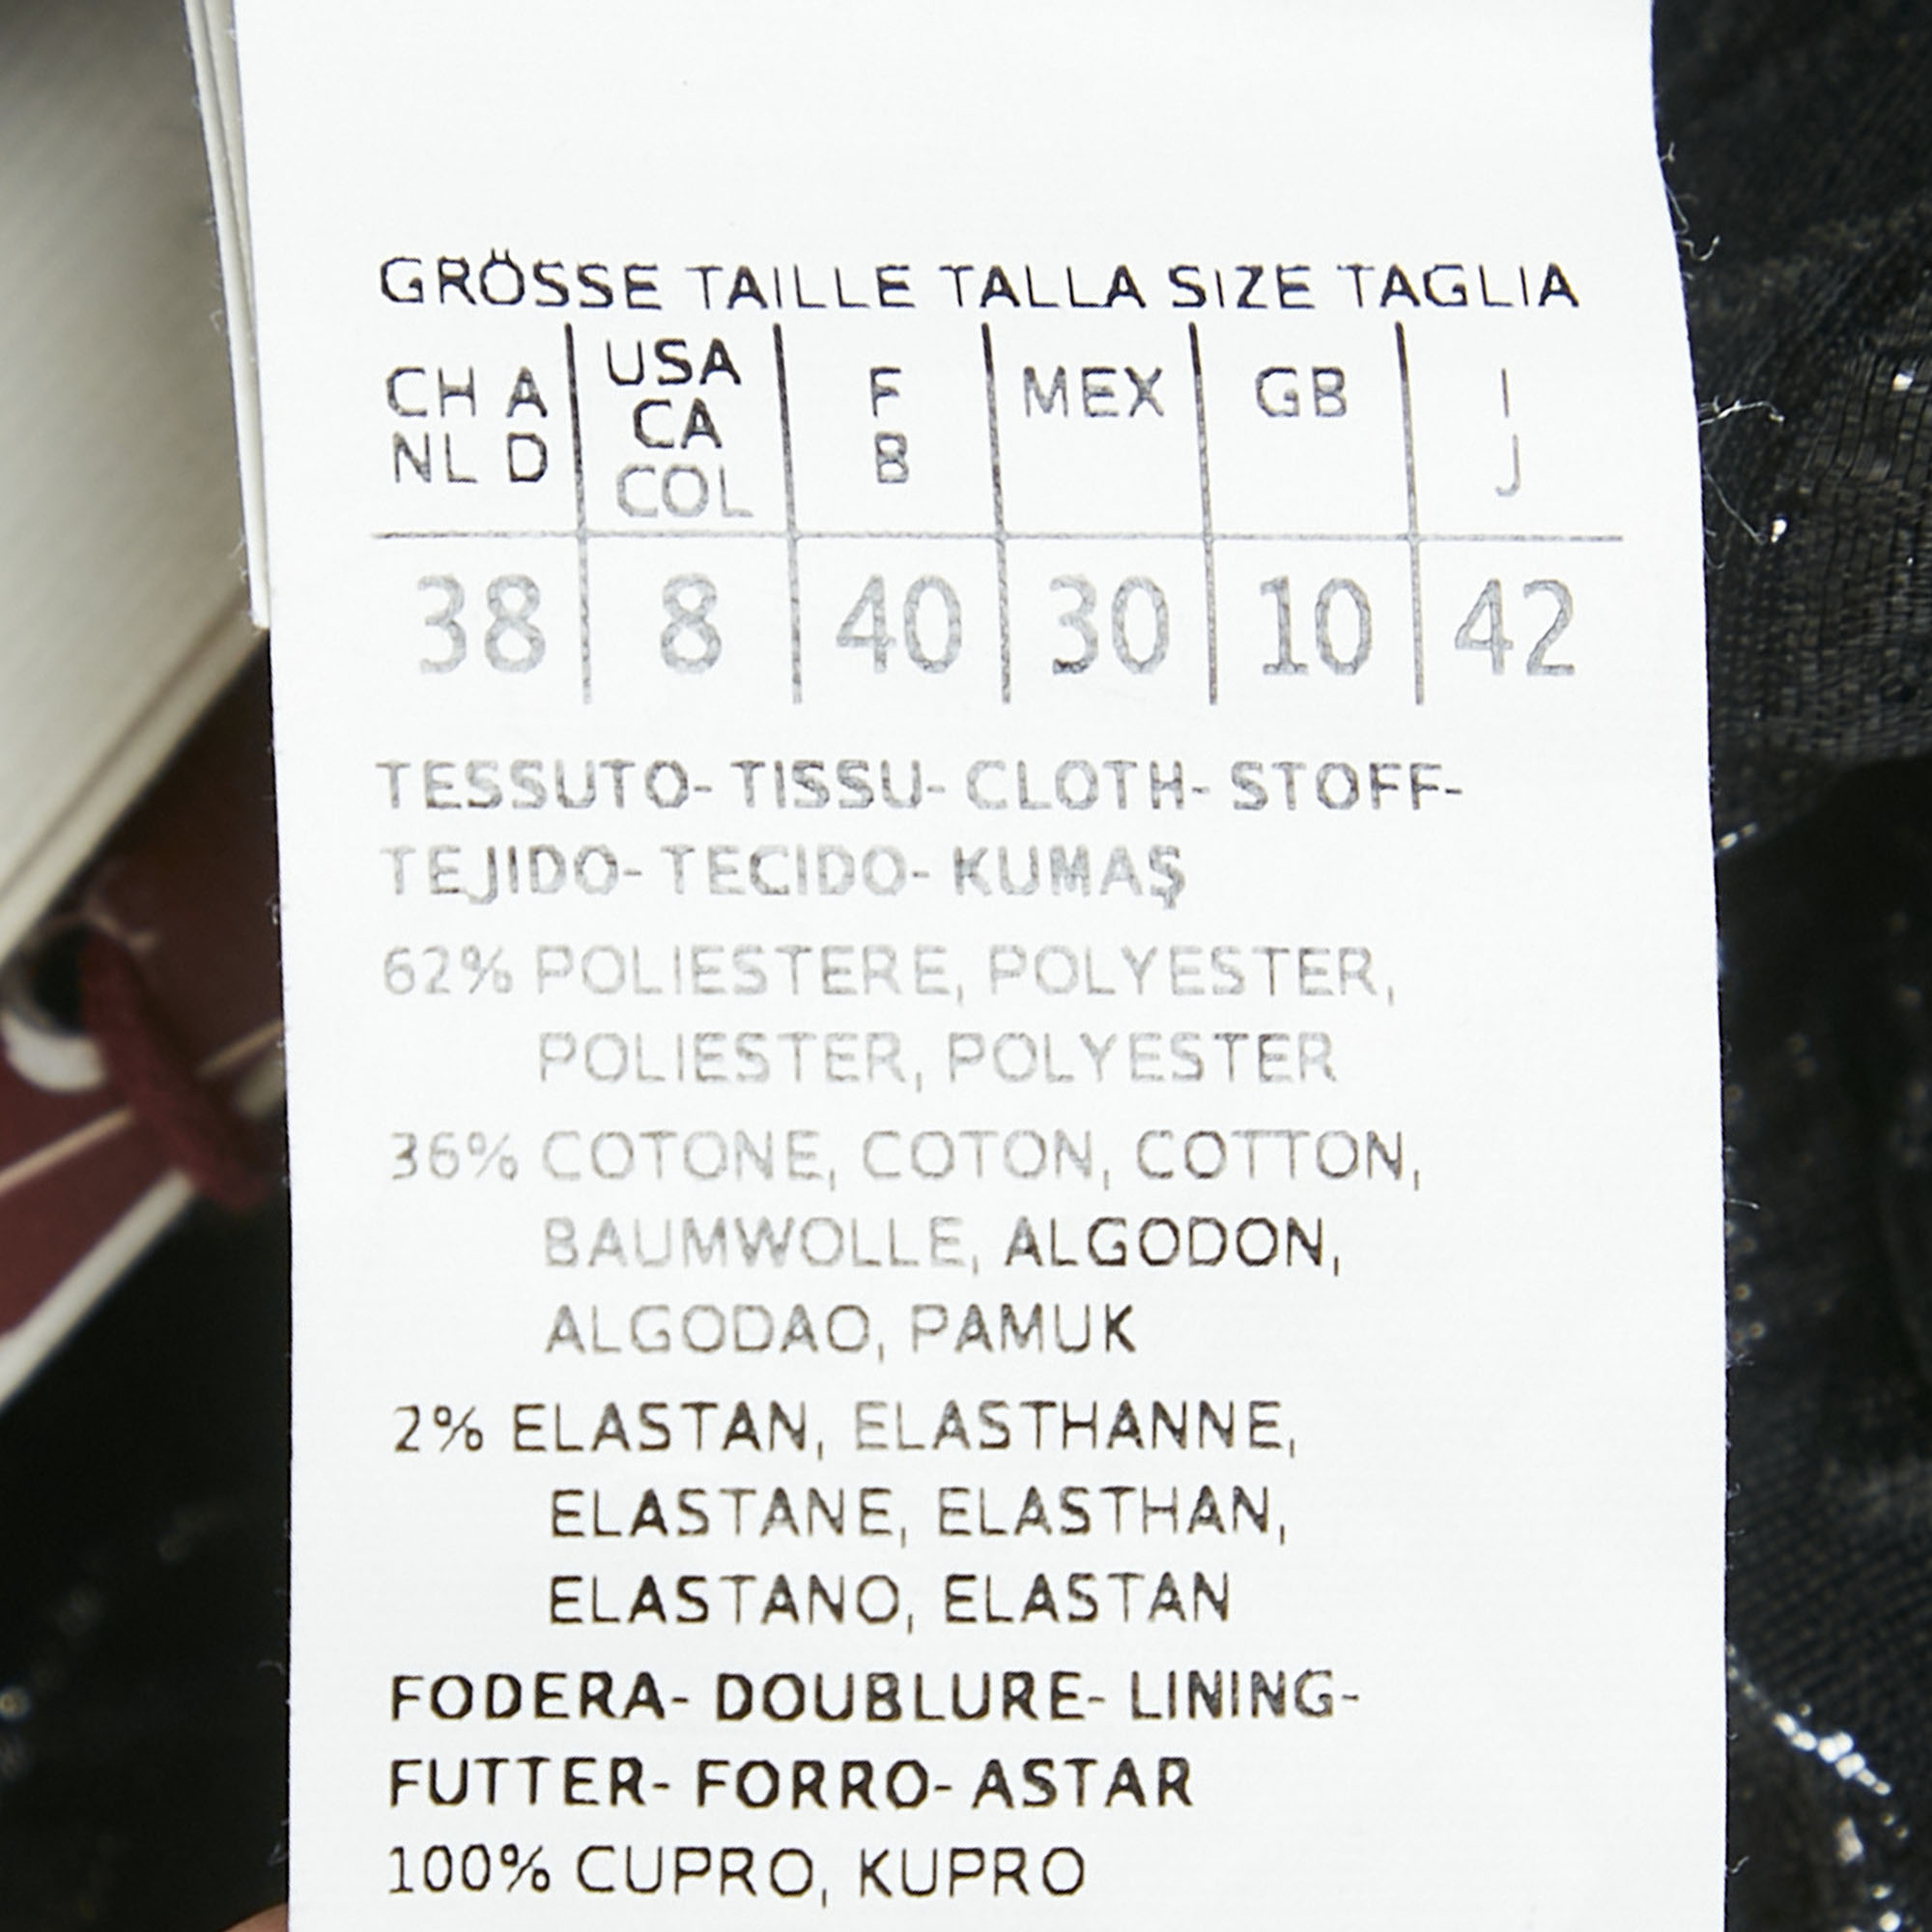 GRÖSSE TAILLE TALLA SIZE TAGLIA
CH A
NL D
USA
CA
COL
F
B
MEX
GB
I
J
38 8 40 30 10 42
TESSUTO- TISSU- CLOTH- STOFF-
TEJIDO- TECIDO- KUMAŞ
62% POLIESTERE, POLYESTER,
POLIESTER, POLYESTER
36% COTONE, COTON, COTTON,
BAUMWOLLE, ALGODON,
ALGODAO, PAMUK
2% ELASTAN, ELASTHANNE,
ELASTANE, ELASTHAN,
ELASTANO, ELASTAN
FODERA- DOUBLURE- LINING-
FUTTER- FORRO- ASTAR
100% CUPRO, KUPRO